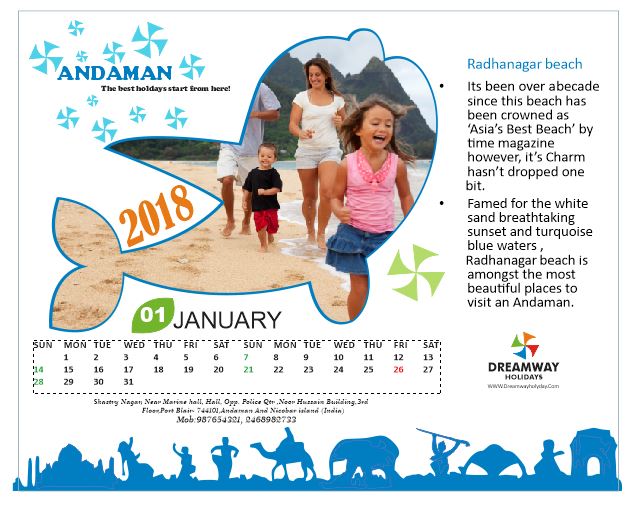 ANDAMAN
The best holdays start from here!
2018
Radhanagar beach
• Its been over abecade
since this beach has
been crowned as
‘Asia’s Best Beach’ by
time magazine
however, it’s Charm
hasn’t dropped one
bit.
• Famed for the white
sand breathtaking
sunset and turquoise
blue waters ,
Radhanagar beach is
amongst the most
beautiful places to
visit an Andaman.
01 JANUARY
SUN MON TUE WED THU FRI SAT SUN MON TUE WED THU FRI SAT
1 2 3 4 5 6 7 8 9 10 11 12 13
14 15 16 17 18 19 20 21 22 23 24 25 26 27
28 29 30 31
Shastry Nagar, Near Marine hall, Hall, Opp. Police Qtr ,Noor Hussain Building,3rd
Floor,Port Blair- 744101,Andaman And Nicobar island (India)
Mob:987654321, 2468982733
DREAMWAY
HOLIDAYS
WWW.Dreamwayholyday.Com